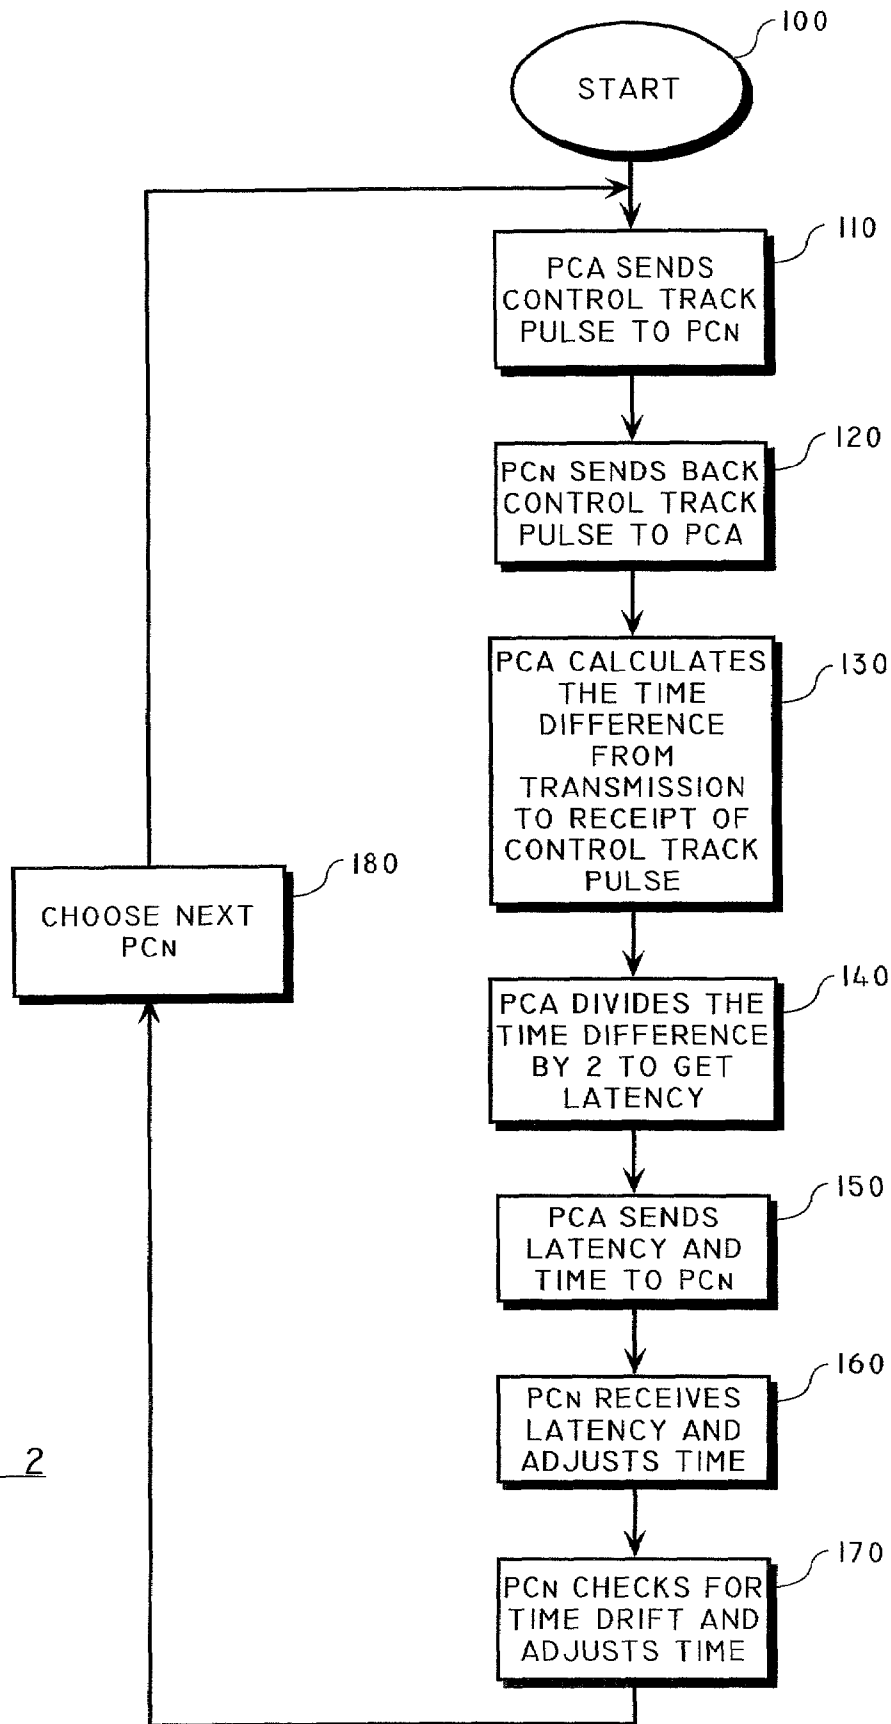 100
START
110
PCA SENDS
CONTROL TRACK
PULSE TO PCN
120
PCN SENDS BACK
CONTROL TRACK
PULSE TO PCA
130
PCA CALCULATES
THE TIME
DIFFERENCE
FROM
TRANSMISSION
TO RECEIPT OF
CONTROL TRACK
PULSE
180
CHOOSE NEXT
PCN
140
PCA DIVIDES THE
TIME DIFFERENCE
BY 2 TO GET
LATENCY
150
PCA SENDS
LATENCY AND
TIME TO PCN
160
PCN RECEIVES
LATENCY AND
ADJUSTS TIME
2
170
PCN CHECKS FOR
TIME DRIFT AND
ADJUSTS TIME